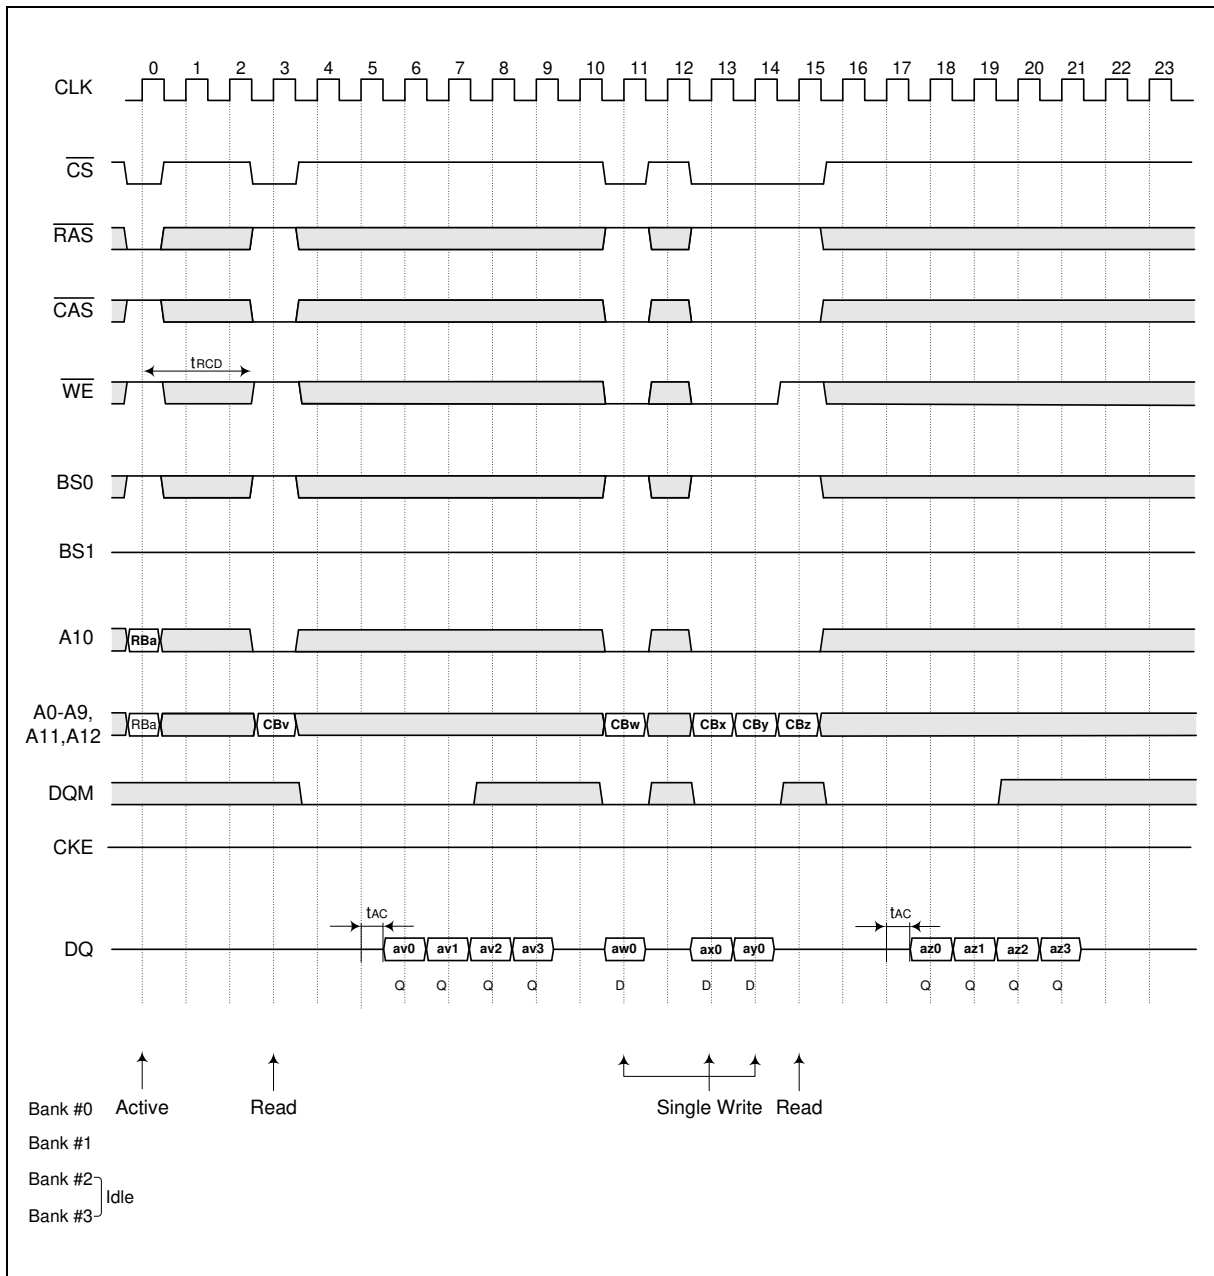 0 1 2 3 4 5 6 7 8 9 10 11 12 13 14 15 16 17 18 19 20 21 22 23
CLK
CS
RAS
CAS
tRCD
WE
BS0
BS1
A10 RBa
A0-A9,
A11,A12
RBa CBv CBw CBx CBy CBz
DQM
CKE
tAC tAC
DQ av0 av1 av2 av3 aw0 ax0 ay0 az0 az1 az2 az3
Q Q Q Q D D D Q Q Q Q
Bank #0 Active Read Single Write Read
Bank #1
Bank #2
Idle
Bank #3